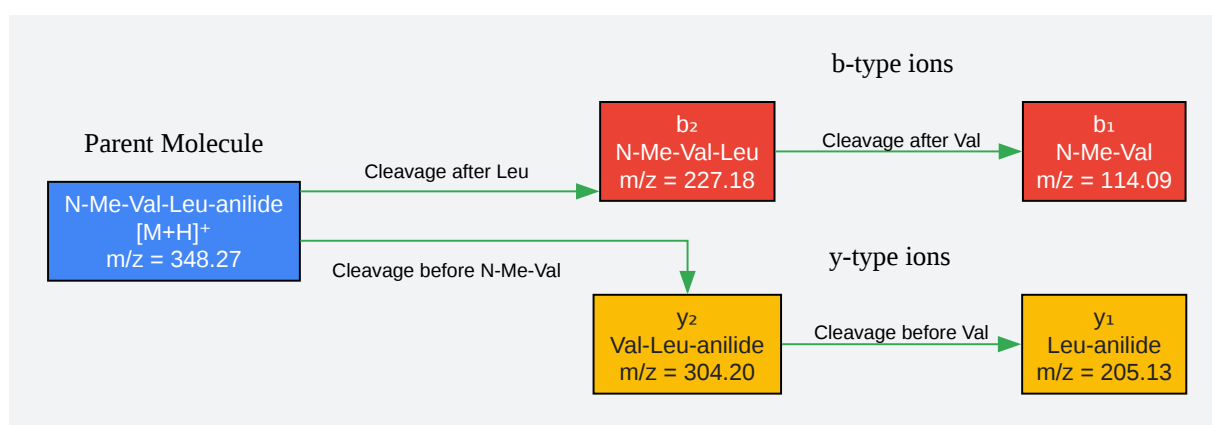 b-type ions
Parent Molecule
N-Me-Val-Leu-anilide
[M+H]⁺
m/z = 348.27
Cleavage after Leu
Cleavage before N-Me-Val
b₂
N-Me-Val-Leu
m/z = 227.18
Cleavage after Val
b₁
N-Me-Val
m/z = 114.09
y-type ions
y₂
Val-Leu-anilide
m/z = 304.20
Cleavage before Val
y₁
Leu-anilide
m/z = 205.13